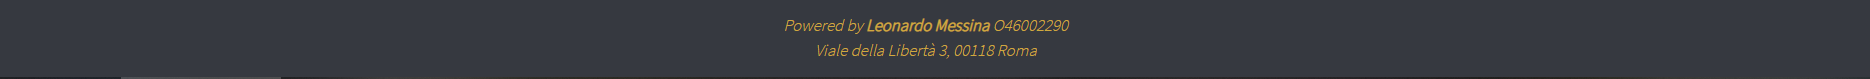 Powered by Leonardo Messina O46002290
Viale della Libertà 3, 00118 Roma